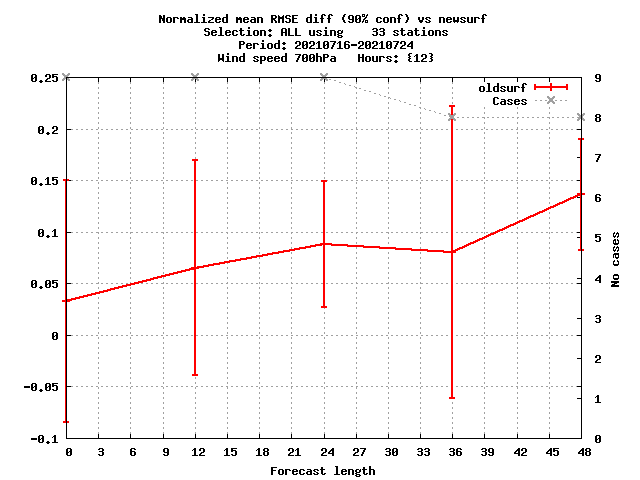 Normalized mean RMSE diff (90% conf) vs newsurf
Selection: ALL using    33 stations
Period: 20210716-20210724
Wind speed 700hPa   Hours: {12}
oldsurf
Cases
0.25
0.2
0.15
0.1
0.05
0
-0.05
-0.1
9
8
7
6
5
4
3
2
1
0
No cases
0 3 6 9 12 15 18 21 24 27 30 33 36 39 42 45 48
Forecast length